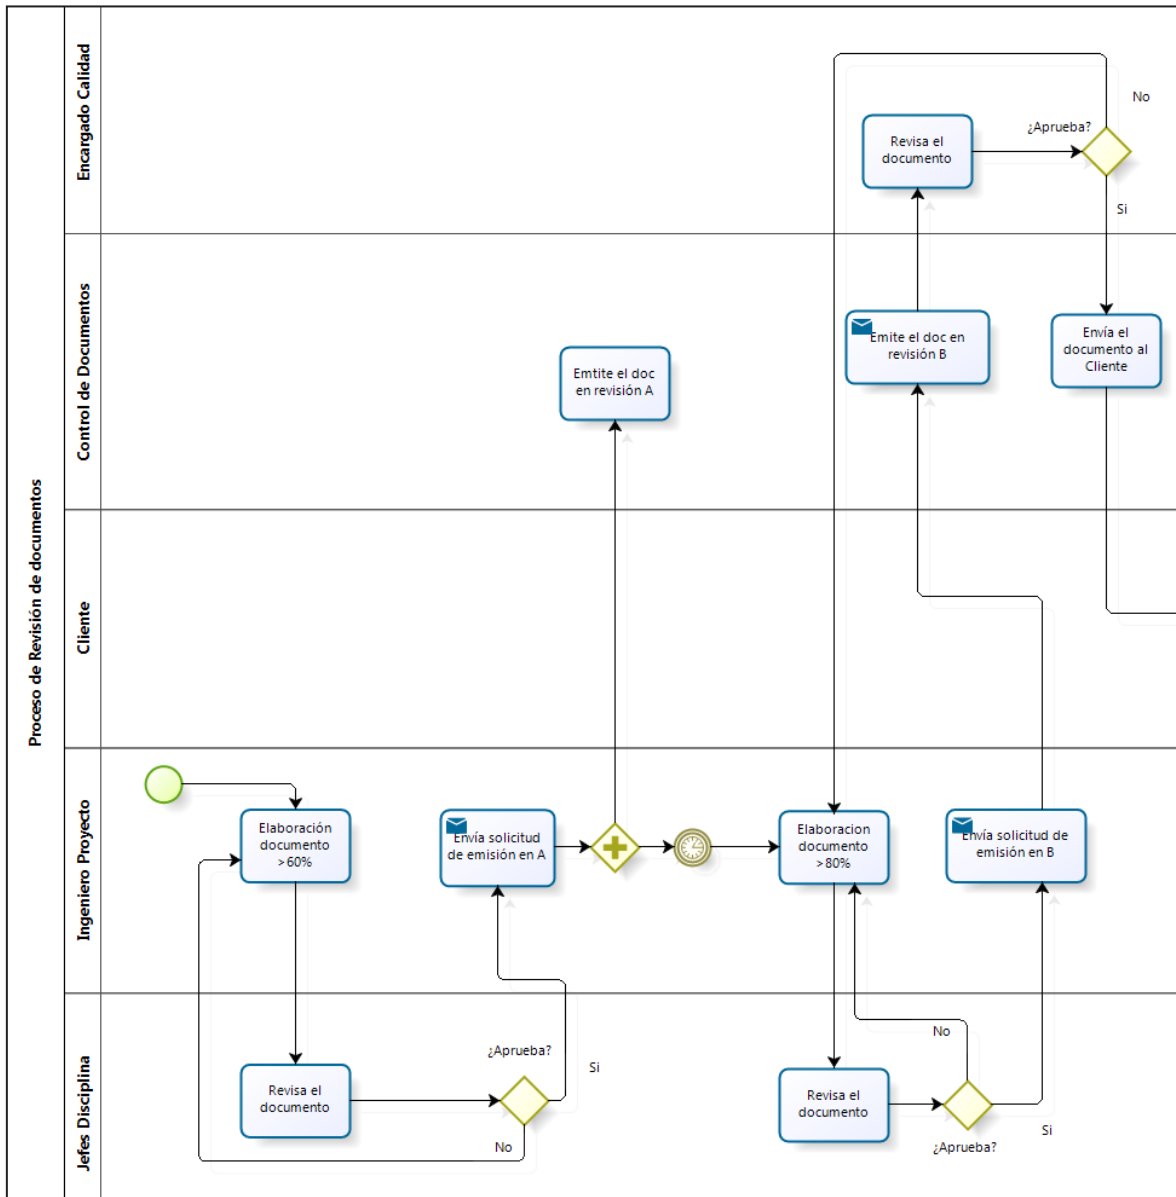 Proceso de Revisión de documentos
Encargado Calidad
No
¿Aprueba?
Revisa el
documento
Si
Control de Documentos
Emite el doc en
revisión B
Envía el
documento al
Cliente
Emtite el doc
en revisión A
Cliente
Ingeniero Proyecto
Elaboración
documento
>60%
Envía solicitud
de emisión en A
Elaboracion
documento
>80%
Envía solicitud de
emisión en B
Jefes Disciplina
No
¿Aprueba?
Si
Revisa el
documento
Revisa el
documento
No
¿Aprueba?
Si